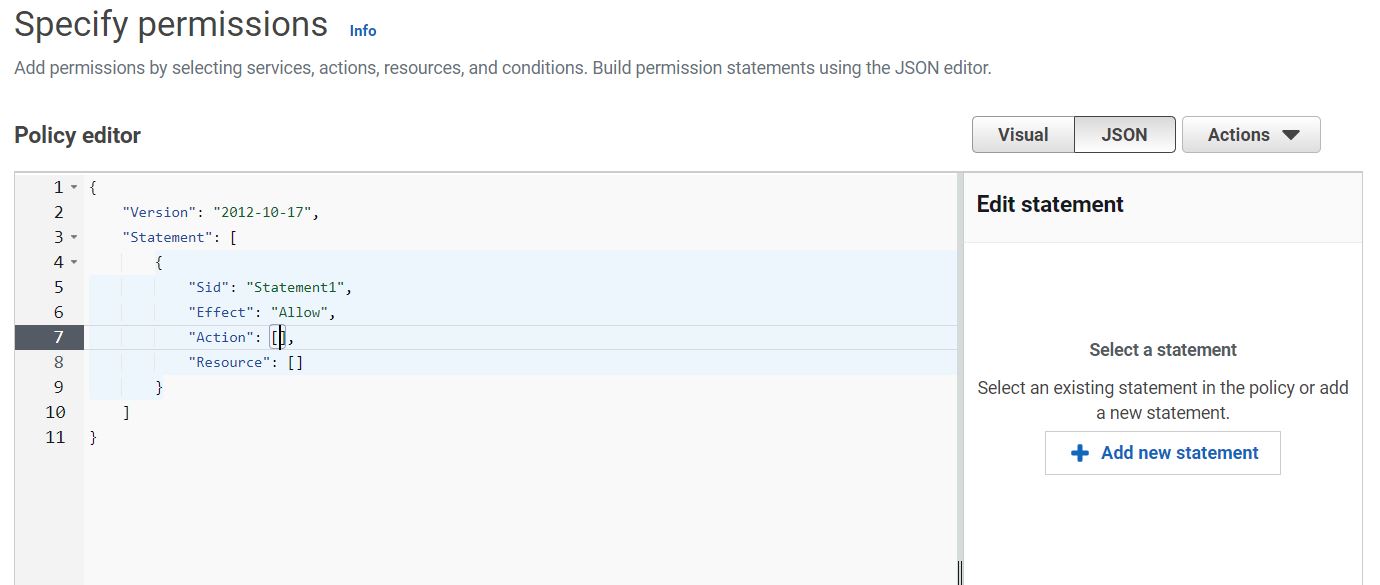 Specify permissions Info
Add permissions by selecting services, actions, resources, and conditions. Build permission statements using the JSON editor.
Policy editor
Visual JSON Actions
1 {
2 "Version": "2012-10-17",
3 "Statement": [
4 {
5 "Sid": "Statement1",
6 "Effect": "Allow",
7 "Action": [],
8 "Resource": []
9 }
10 ]
11 }
Edit statement
Select a statement
Select an existing statement in the policy or add
a new statement.
+ Add new statement